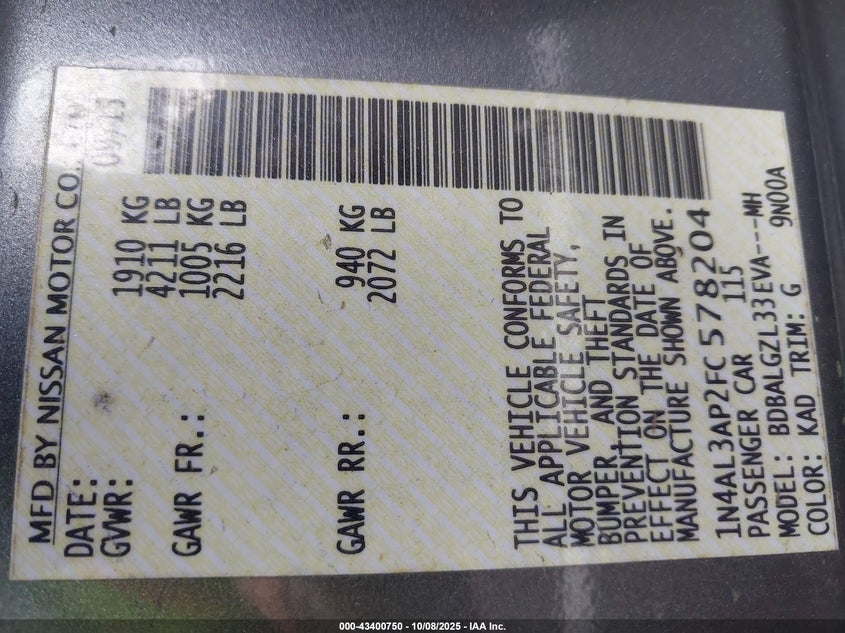 MFD BY NISSAN MOTOR CO.
DATE: 09/15
GVWR: 1910 KG
4211 LB
GAWR FR.: 1005 KG
2216 LB
GAWR RR.: 940 KG
2072 LB
THIS VEHICLE CONFORMS TO
ALL APPLICABLE FEDERAL
MOTOR VEHICLE SAFETY,
BUMPER, AND THEFT
PREVENTION STANDARDS IN
EFFECT ON THE DATE OF
MANUFACTURE SHOWN ABOVE.
1N4AL3AP2FC578204
PASSENGER CAR 115
MODEL: BDBALGZL33EVA---MH
COLOR: KAD TRIM: G 9N00A
000-43400750 - 10/08/2025 - IAA Inc.